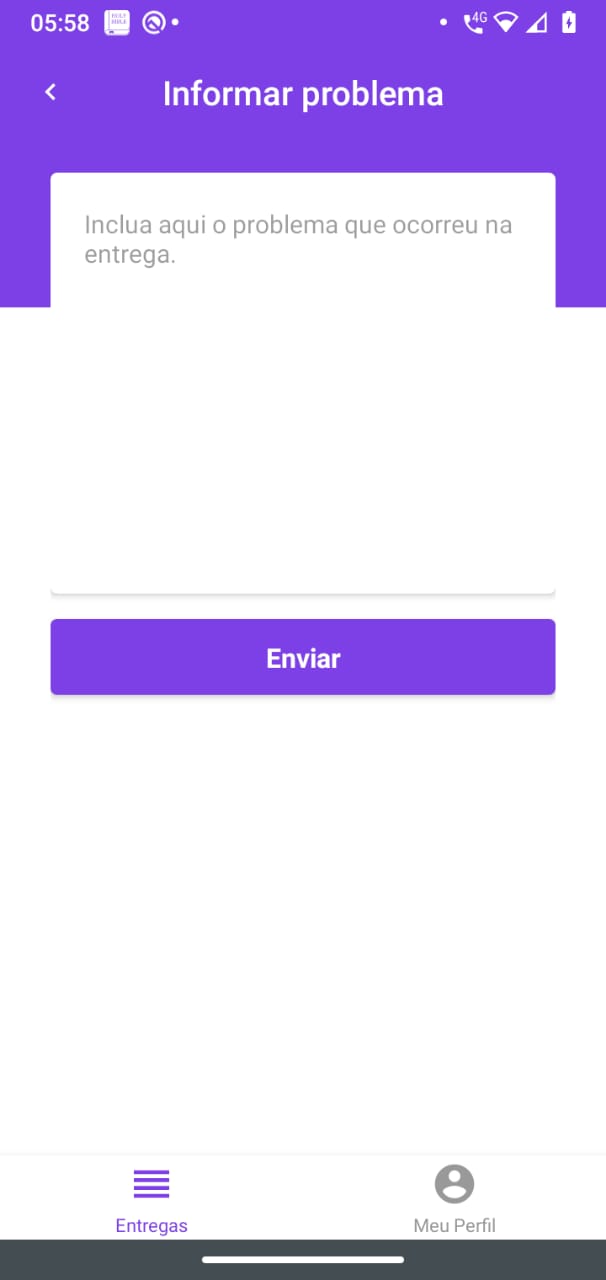 05:58
4G
Informar problema
Inclua aqui o problema que ocorreu na
entrega.
Enviar
Entregas
Meu Perfil